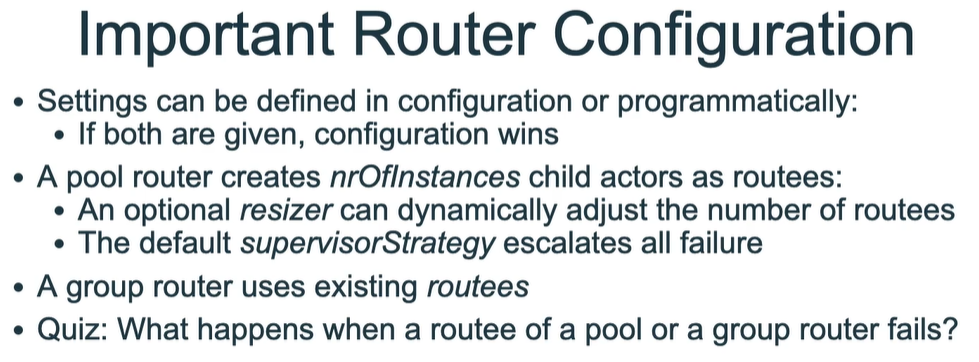 Important Router Configuration
• Settings can be defined in configuration or programmatically:
• If both are given, configuration wins
• A pool router creates nrOfInstances child actors as routees:
• An optional resizer can dynamically adjust the number of routees
• The default supervisorStrategy escalates all failure
• A group router uses existing routees
• Quiz: What happens when a routee of a pool or a group router fails?